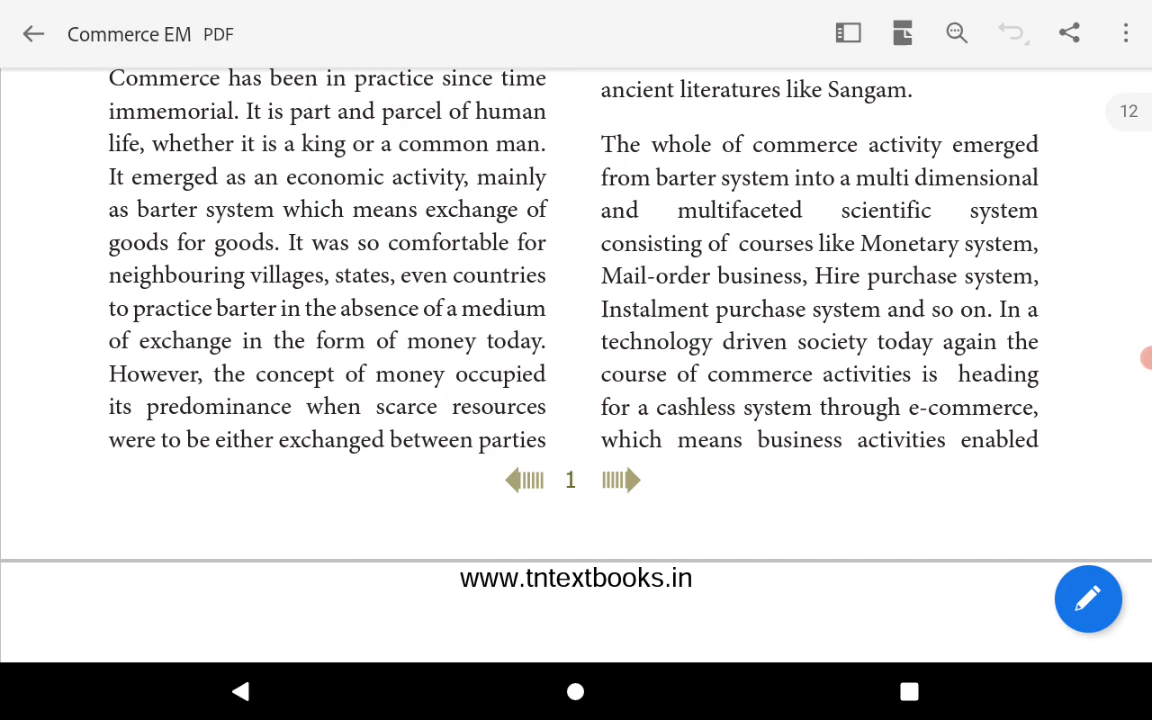 Commerce EM PDF
12
Commerce has been in practice since time
immemorial. It is part and parcel of human
life, whether it is a king or a common man.
It emerged as an economic activity, mainly
as barter system which means exchange of
goods for goods. It was so comfortable for
neighbouring villages, states, even countries
to practice barter in the absence of a medium
of exchange in the form of money today.
However, the concept of money occupied
its predominance when scarce resources
were to be either exchanged between parties
ancient literatures like Sangam.
The whole of commerce activity emerged
from barter system into a multi dimensional
and multifaceted scientific system
consisting of courses like Monetary system,
Mail-order business, Hire purchase system,
Instalment purchase system and so on. In a
technology driven society today again the
course of commerce activities is heading
for a cashless system through e-commerce,
which means business activities enabled
1
www.tntextbooks.in